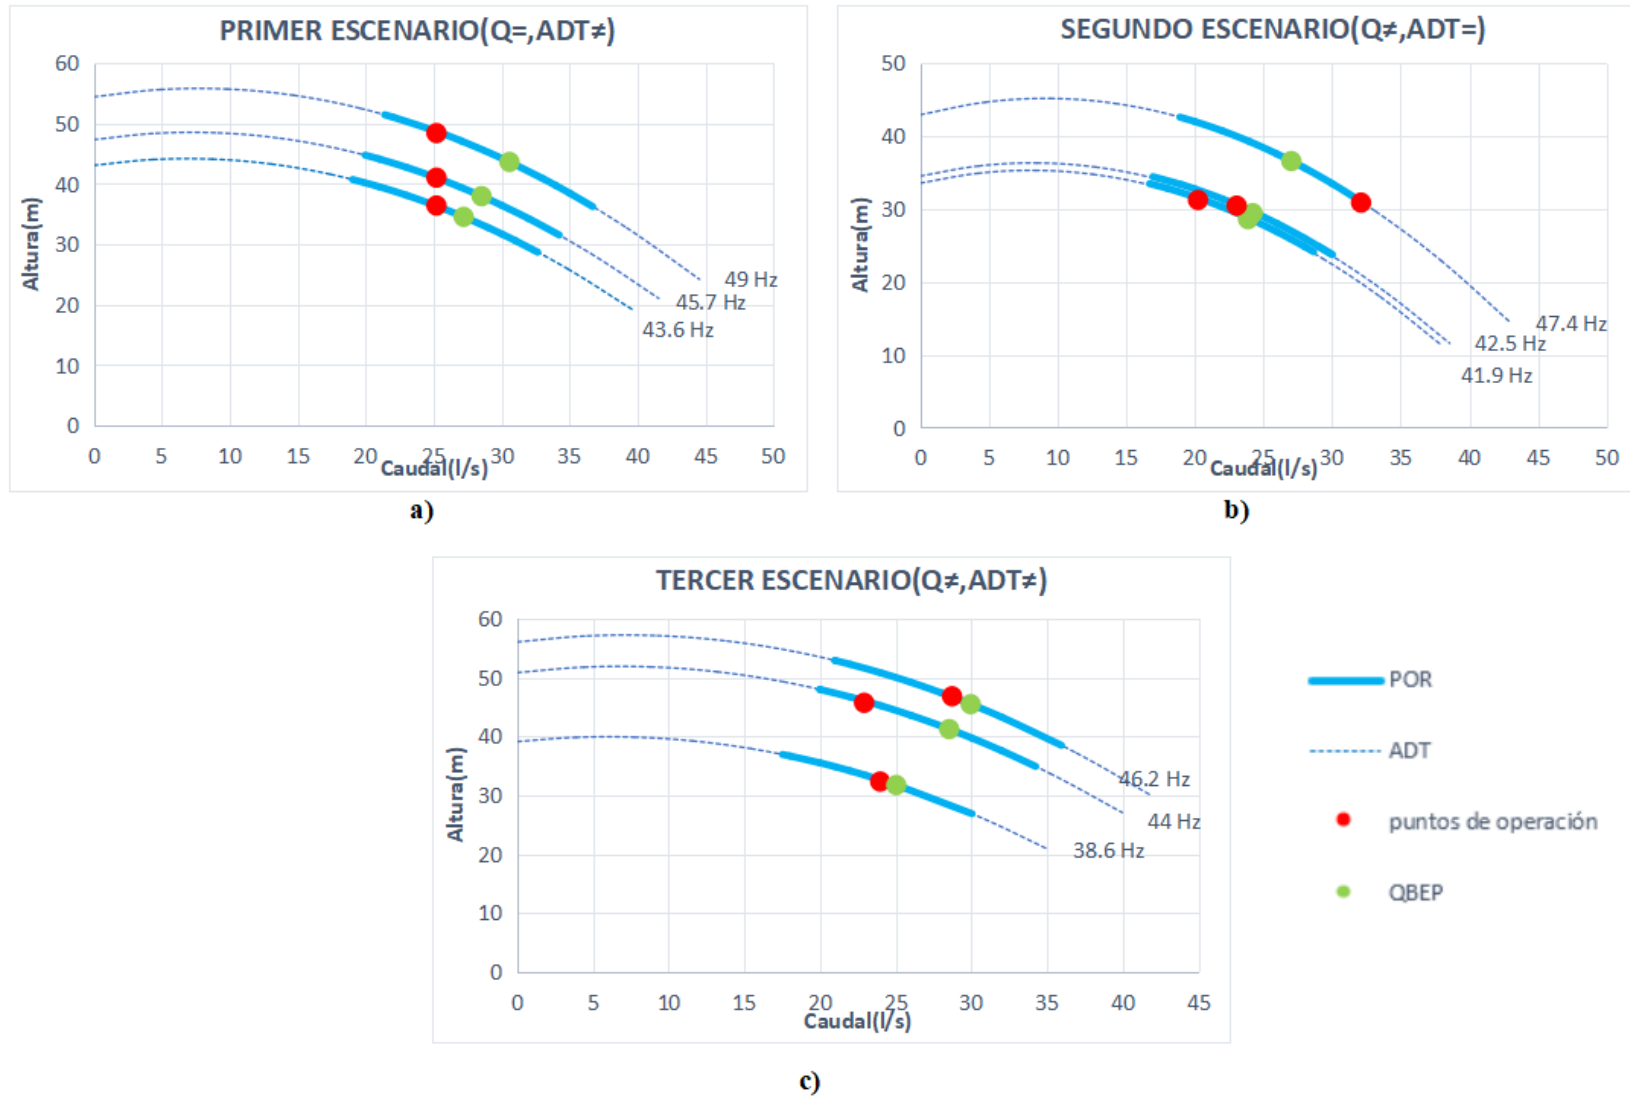 PRIMER ESCENARIO(Q=,ADT≠)
60
50
40
30
20
10
0
Altura(m)
49 Hz
45.7 Hz
43.6 Hz
0 5 10 15 20 25 30 35 40 45 50
Caudal(l/s)
a)
SEGUNDO ESCENARIO(Q≠,ADT=)
50
40
30
20
10
0
Altura(m)
47.4 Hz
42.5 Hz
41.9 Hz
0 5 10 15 20 25 30 35 40 45 50
Caudal(l/s)
b)
TERCER ESCENARIO(Q≠,ADT≠)
60
50
40
30
20
10
0
Altura(m)
46.2 Hz
44 Hz
38.6 Hz
0 5 10 15 20 25 30 35 40 45
Caudal(l/s)
c)
POR
ADT
puntos de operación
QBEP